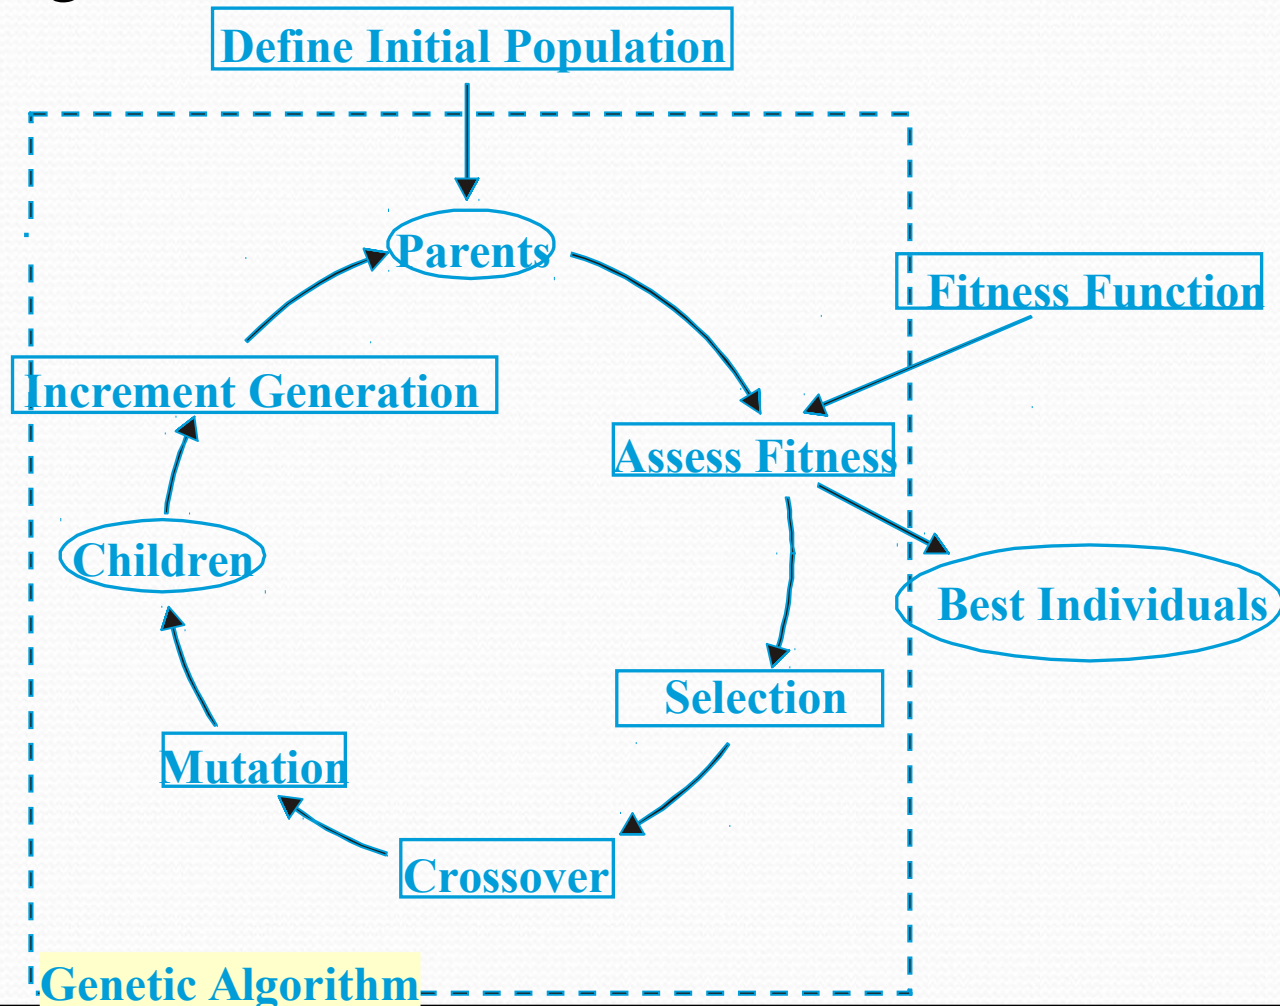 Define Initial Population
Parents
Fitness Function
Increment Generation
Assess Fitness
Children
Best Individuals
Selection
Mutation
Crossover
Genetic Algorithm